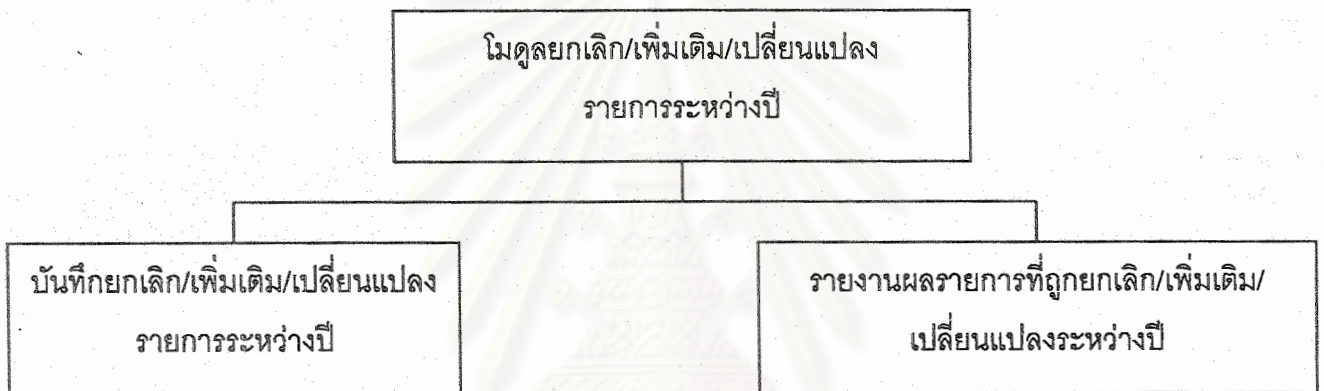 โมดูลยกเลิก/เพิ่มเติม/เปลี่ยนแปลง
รายการระหว่างปี
บันทึกยกเลิก/เพิ่มเติม/เปลี่ยนแปลง
รายการระหว่างปี
รายงานผลรายการที่ถูกยกเลิก/เพิ่มเติม/
เปลี่ยนแปลงระหว่างปี